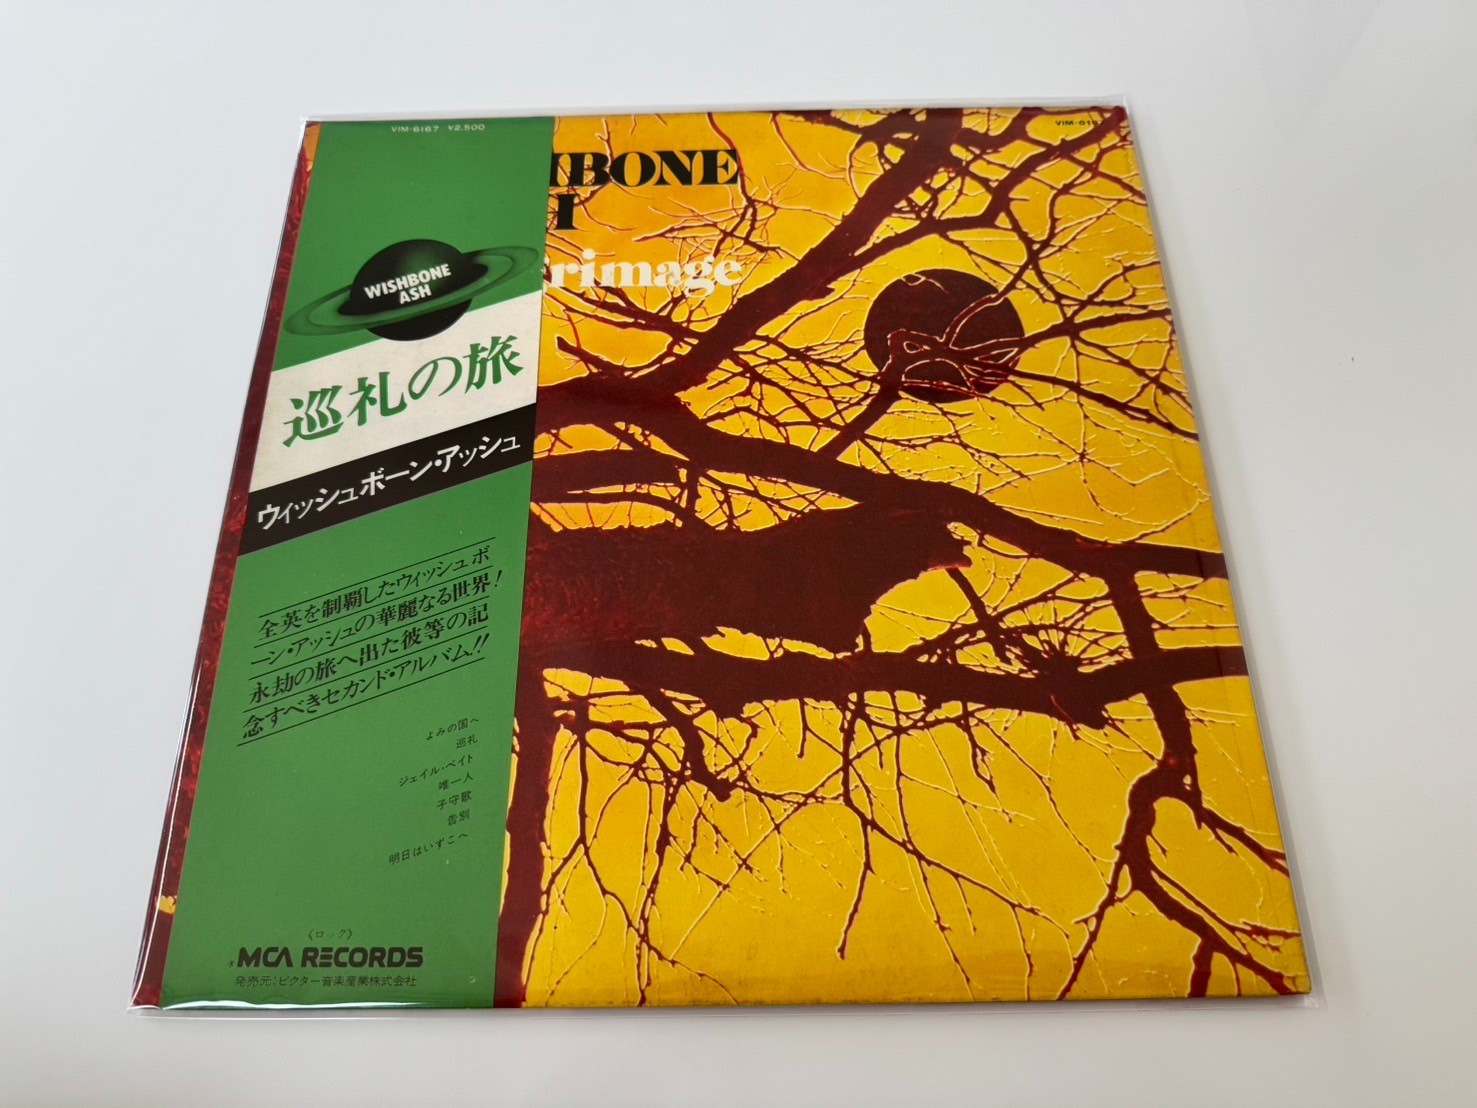 VIM-6167 ¥2,500
WISHBONE
ASH
巡礼の旅
ウィッシュボーン・アッシュ
全英を制覇したウィッシュボ
ーン・アッシュの華麗なる世界!
永劫の旅へ出た彼等の記
念すべきセカンド・アルバム!!
よみの国へ
巡礼
ジェイル・ベイト
唯一人
子守歌
告別
明日はいずこへ
《ロック》
*MCA RECORDS
発売元:ビクター音楽産業株式会社
HBONE
H
grimage
VIM-6167